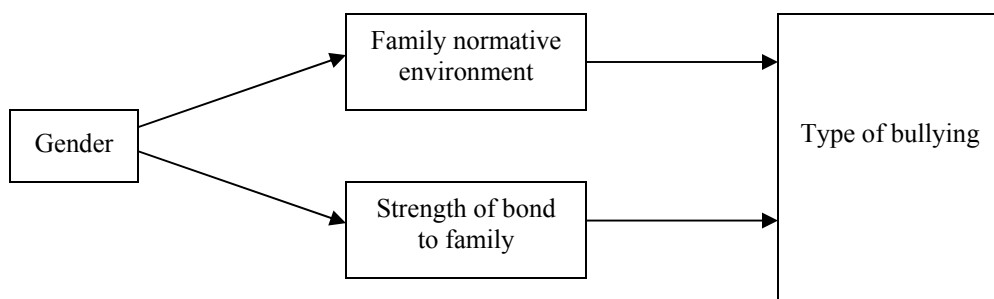 Gender
Family normative
environment
Strength of bond
to family
Type of bullying